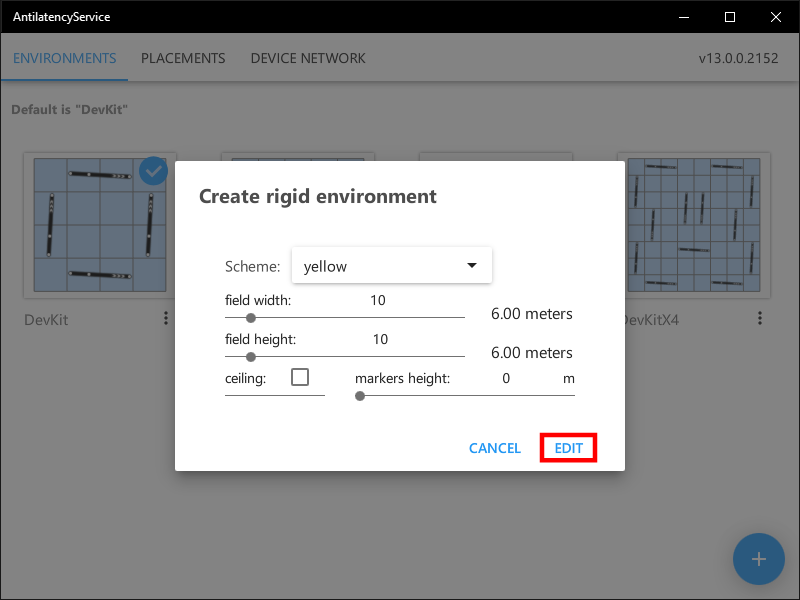 AntilatencyService
ENVIRONMENTS PLACEMENTS DEVICE NETWORK v13.0.0.2152
Default is "DevKit"
Create rigid environment
Scheme: yellow
field width: 10
6.00 meters
field height: 10
6.00 meters
ceiling: markers height: 0 m
DevKit
DevKitX4
CANCEL EDIT